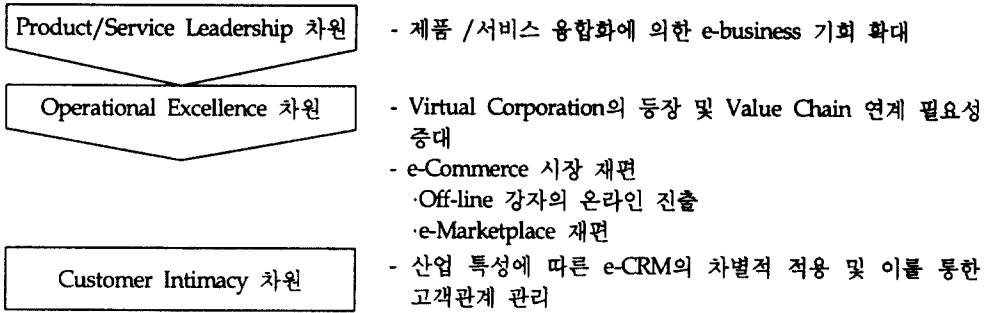 Product/Service Leadership 차원
- 제품 /서비스 융합화에 의한 e-business 기회 확대
Operational Excellence 차원
- Virtual Corporation의 등장 및 Value Chain 연계 필요성
증대
- e-Commerce 시장 재편
·Off-line 강자의 온라인 진출
·e-Marketplace 재편
Customer Intimacy 차원
- 산업 특성에 따른 e-CRM의 차별적 적용 및 이를 통한
고객관계 관리